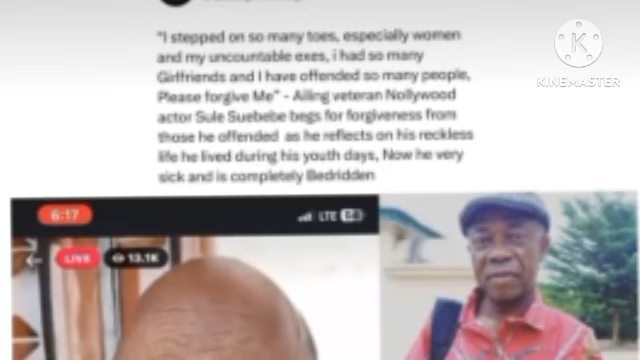 "I stepped on so many toes, especially women
and my uncountable exes, i had so many
Girlfriends and I have offended so many people,
Please forgive Me" - Ailing veteran Nollywood
actor Sule Suebebe begs for forgiveness from
those he offended as he reflects on his reckless
life he lived during his youth days, Now he very
sick and is completely Bedridden
K
KINEMASTER
6:17
LTE
LIVE
13.1K